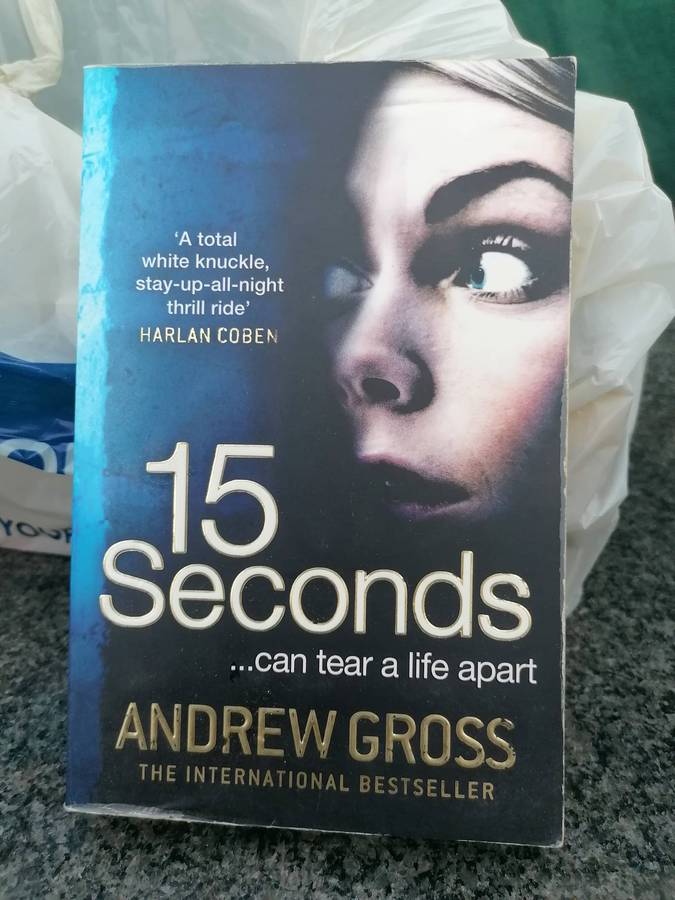 'A total
white knuckle,
stay-up-all-night
thrill ride'
HARLAN COBEN
15
Seconds
...can tear a life apart
ANDREW GROSS
THE INTERNATIONAL BESTSELLER
YOUR